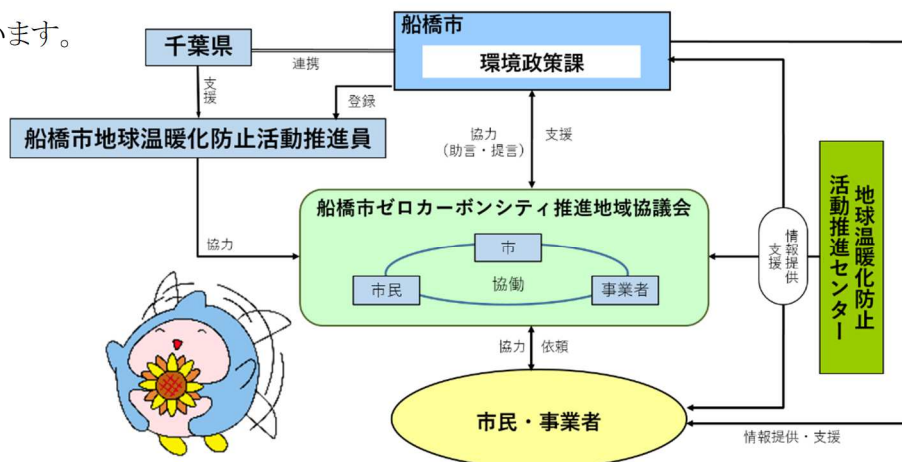 います。
船橋市
環境政策課
千葉県
連携
支援
登録
船橋市地球温暖化防止活動推進員
協力
(助言・提言)
支援
船橋市ゼロカーボンシティ推進地域協議会
市
市民
協働
事業者
協力
情報提供
支援
地球温暖化防止
活動推進センター
協力
依頼
市民・事業者
情報提供・支援